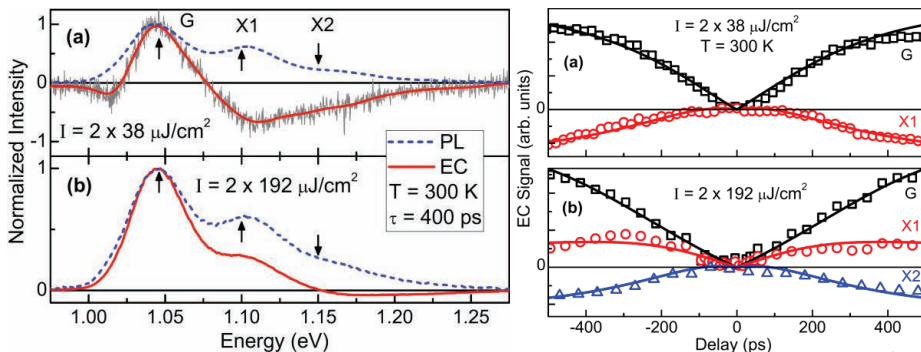 G X1 X2
(a)
I = 2 x 38 µJ/cm²
1
0
-1
Normalized Intensity
(b)
I = 2 x 192 µJ/cm²
PL
EC
T = 300 K
τ = 400 ps
1
0
1.00 1.05 1.10 1.15 1.20 1.25
Energy (eV)
I = 2 x 38 µJ/cm²
T = 300 K
G
(a)
0
X1
EC Signal (arb. units)
I = 2 x 192 µJ/cm²
G
(b)
X1
0
X2
-400 -200 0 200 400
Delay (ps)